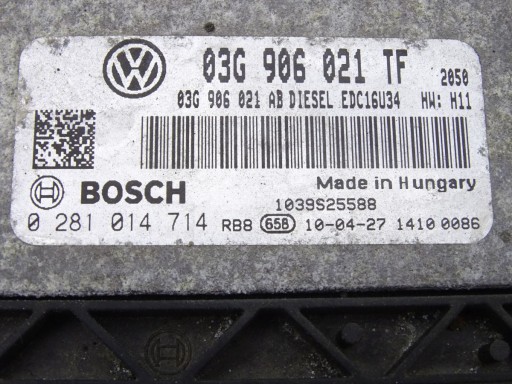 03G 906 021 TF 2050
03G 906 021 AB DIESEL EDC16U34 HW: H11
BOSCH
Made in Hungary
1039S25588
0 281 014 714 RB8 65B 10-04-27 1410 0086